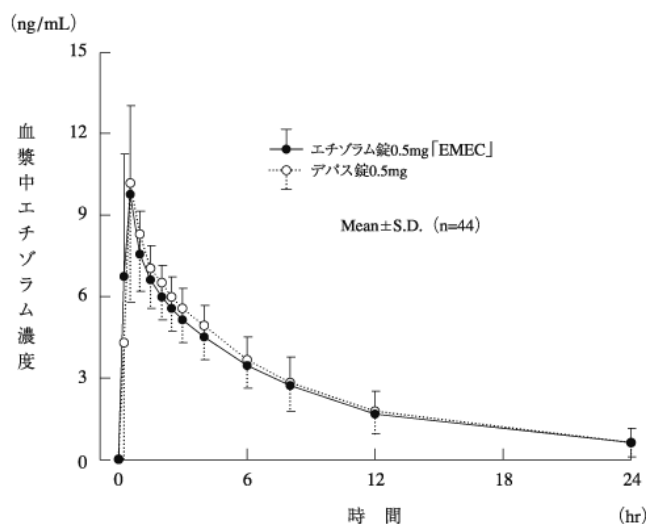 (ng/mL)
15
12
9
6
3
0
血漿中エチゾラム濃度
エチゾラム錠0.5mg「EMEC」
デパス錠0.5mg
Mean±S.D. (n=44)
0 6 12 18 24
時 間 (hr)